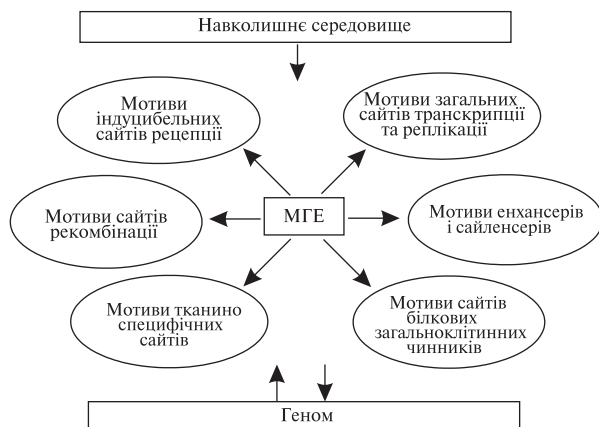 Навколишнє середовище
Мотиви
індуцибельних
сайтів рецепції
Мотиви загальних
сайтів транскрипції
та реплікації
Мотиви сайтів
рекомбінації
МГЕ
Мотиви енхансерів
і сайленсерів
Мотиви тканино
специфічних
сайтів
Мотиви сайтів
білкових
загальноклітинних
чинників
Геном